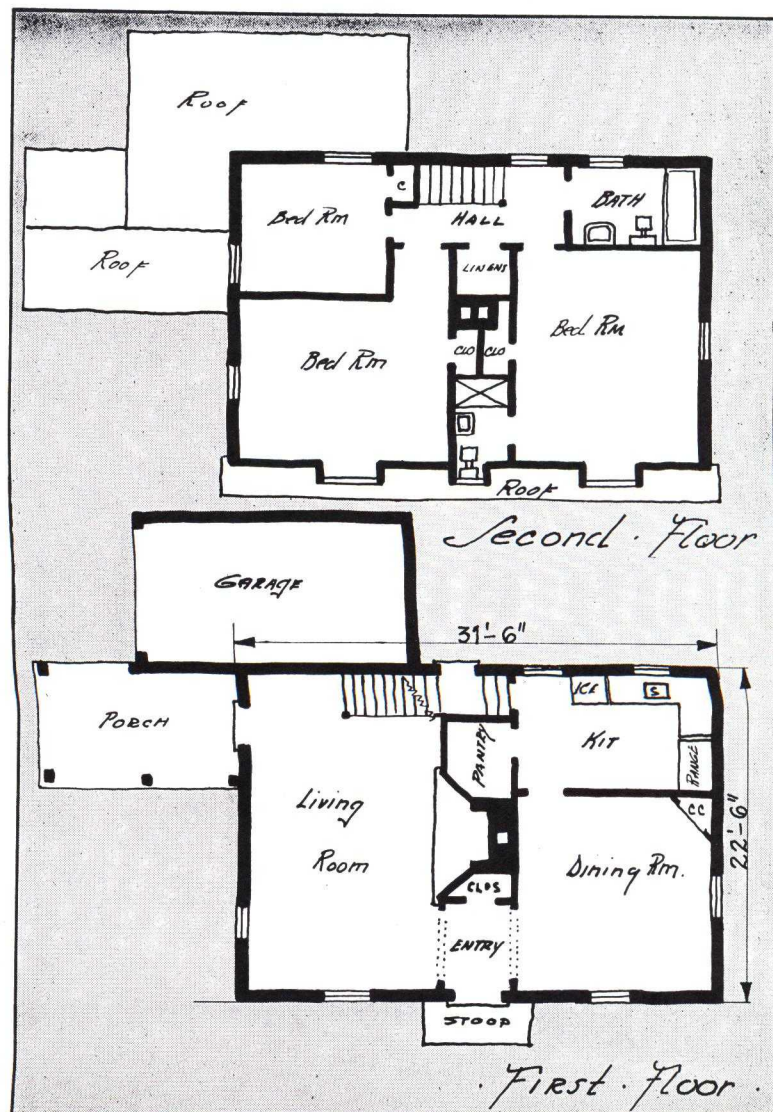 Roof
Roof
Bed Rm
C
HALL
BATH
LINENS
Bed Rm
CLO
CLO
Bed Rm
ROOF
Second · Floor
GARAGE
31'-6"
PORCH
ICE
S
PANTRY
KIT
RANGE
Living
Room
CC
22'-6"
Dining Rm.
CLOS
ENTRY
STOOP
· First · Floor